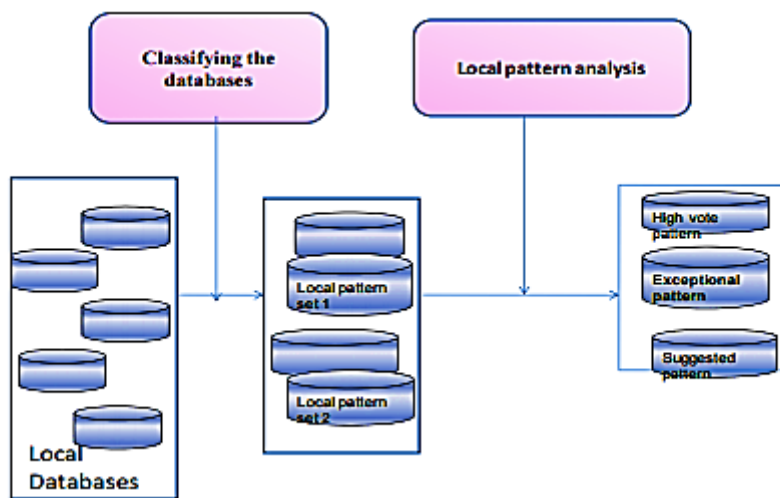 Classifying the
databases
Local pattern analysis
Local
Databases
Local pattern
set 1
Local pattern
set 2
High vote
pattern
Exceptional
pattern
Suggested
pattern